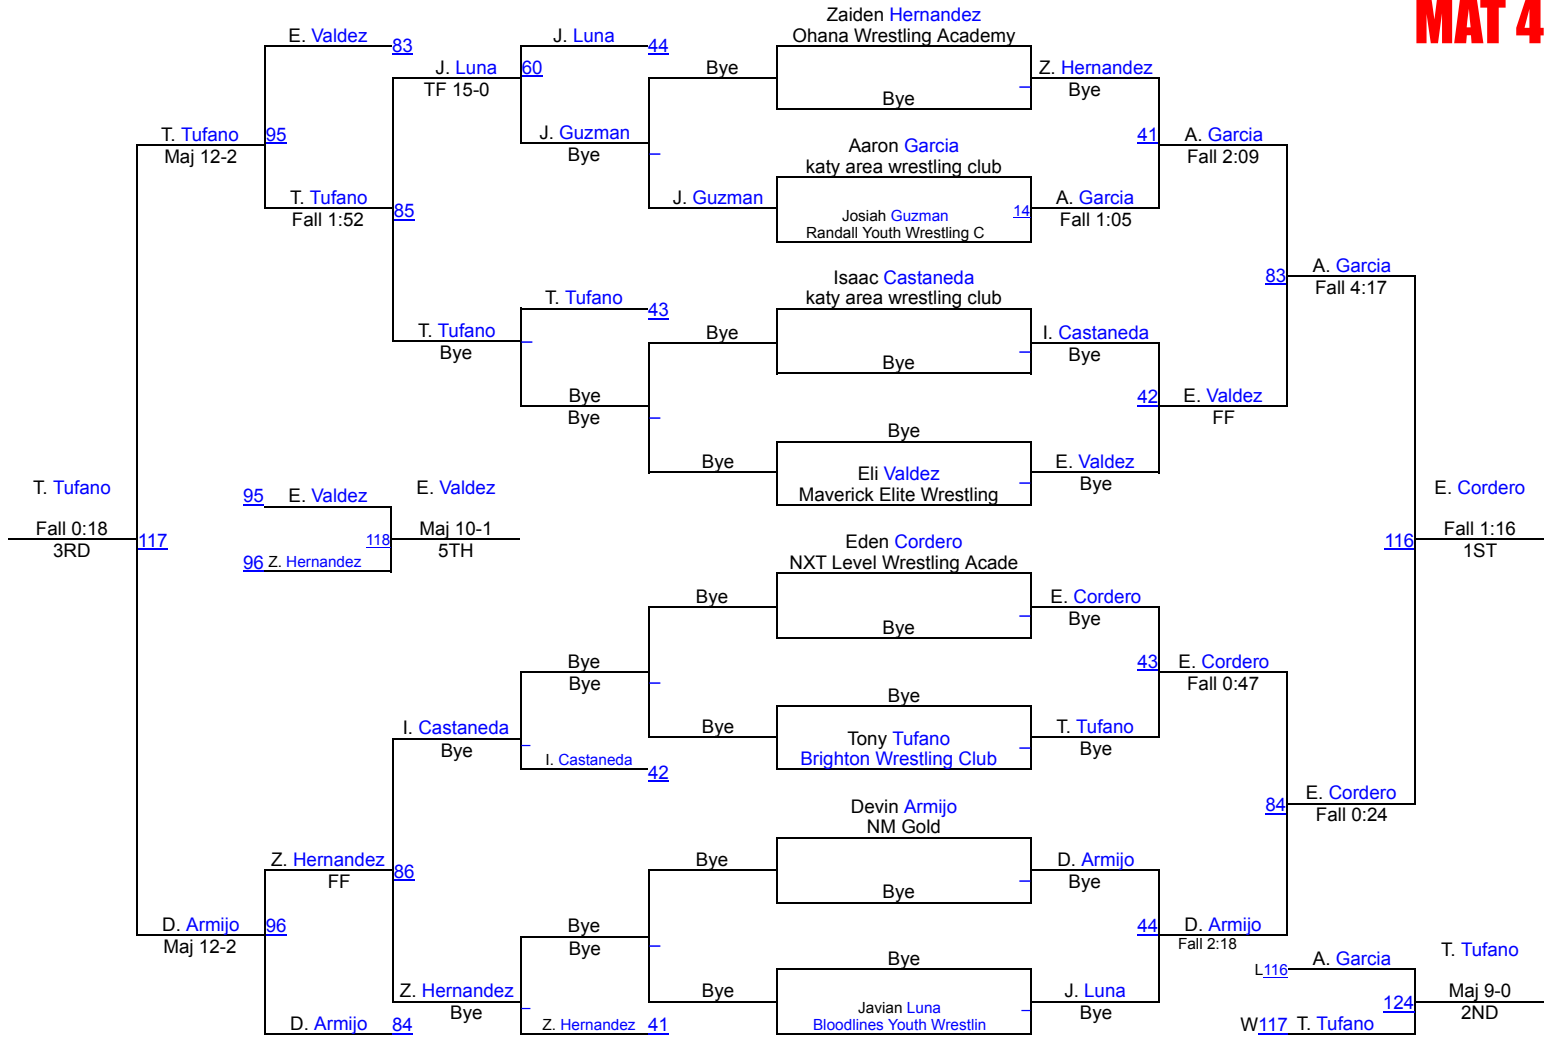 MAT 4
Zaiden Hernandez
Ohana Wrestling Academy
Bye
Z. Hernandez
Bye
Aaron Garcia
katy area wrestling club
Josiah Guzman
Randall Youth Wrestling C
14
A. Garcia
Fall 1:05
41
A. Garcia
Fall 2:09
Isaac Castaneda
katy area wrestling club
Bye
I. Castaneda
Bye
Bye
Eli Valdez
Maverick Elite Wrestling
E. Valdez
Bye
42
E. Valdez
FF
83
A. Garcia
Fall 4:17
Eden Cordero
NXT Level Wrestling Acade
Bye
E. Cordero
Bye
Bye
Tony Tufano
Brighton Wrestling Club
T. Tufano
Bye
43
E. Cordero
Fall 0:47
Devin Armijo
NM Gold
Bye
D. Armijo
Bye
Bye
Javian Luna
Bloodlines Youth Wrestlin
J. Luna
Bye
44
D. Armijo
Fall 2:18
84
E. Cordero
Fall 0:24
116
E. Cordero
Fall 1:16
1ST
L116
A. Garcia
W117 T. Tufano
124
T. Tufano
Maj 9-0
2ND
Bye
J. Guzman
J. Luna 44
J. Guzman
Bye
60
J. Luna
TF 15-0
Bye
Bye
T. Tufano 43
Bye
Bye
T. Tufano
Bye
85
T. Tufano
Fall 1:52
E. Valdez 83
95
T. Tufano
Maj 12-2
Bye
Bye
Bye
Bye
I. Castaneda 42
I. Castaneda
Bye
Bye
Bye
Bye
Bye
Z. Hernandez 41
Z. Hernandez
Bye
86
Z. Hernandez
FF
D. Armijo 84
96
D. Armijo
Maj 12-2
117
T. Tufano
Fall 0:18
3RD
95 E. Valdez
96 Z. Hernandez
118
E. Valdez
Maj 10-1
5TH